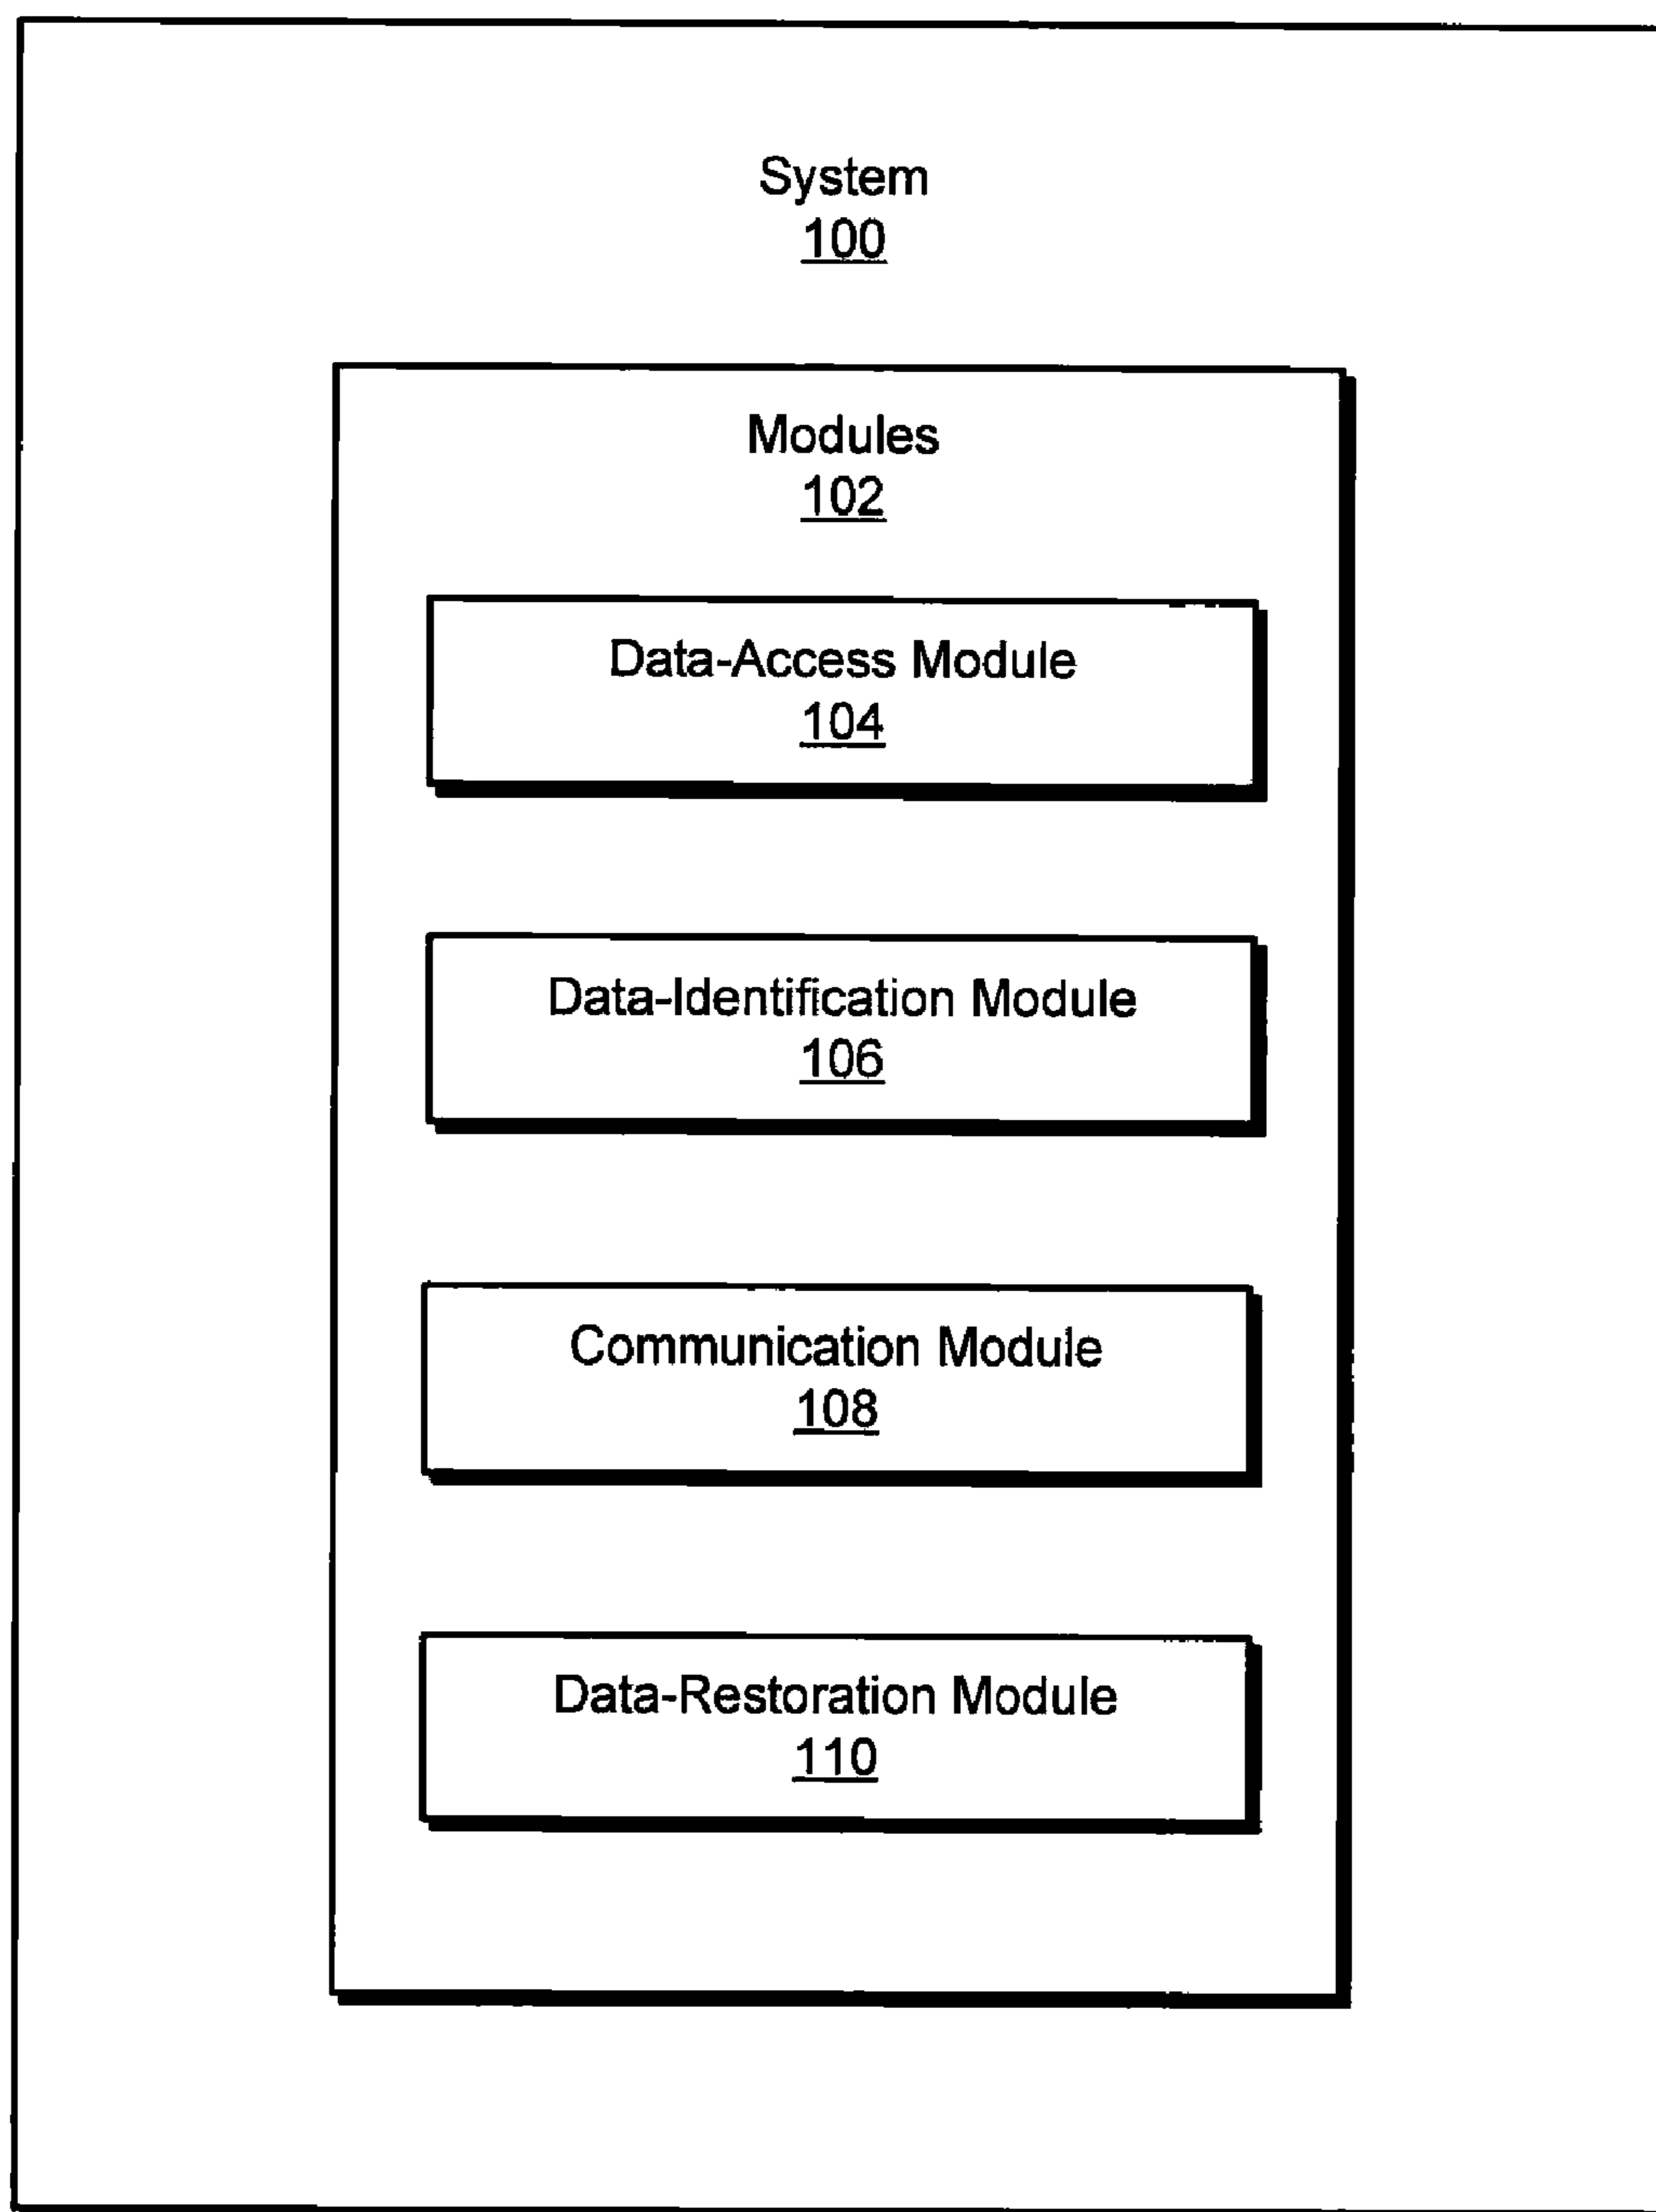 System
100
Modules
102
Data-Access Module
104
Data-Identification Module
106
Communication Module
108
Data-Restoration Module
110